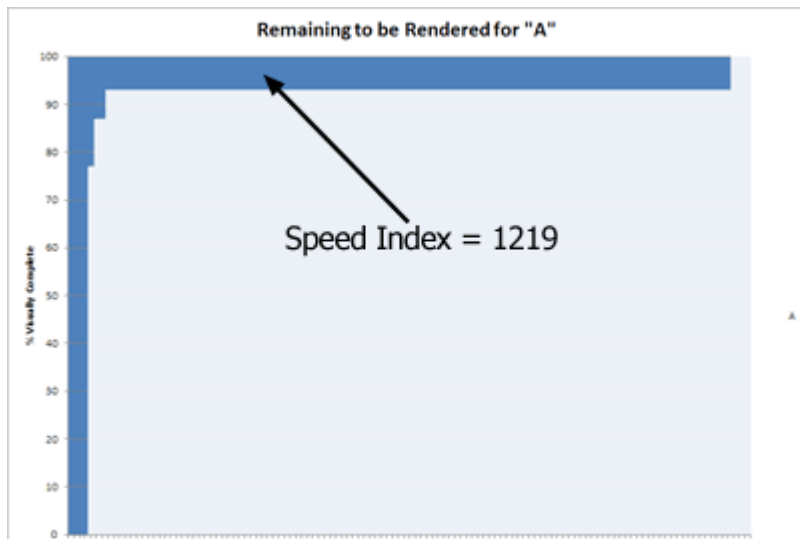 Remaining to be Rendered for "A"
100
90
80
70
60
50
40
30
20
10
0
% Visually Complete
Speed Index = 1219
A